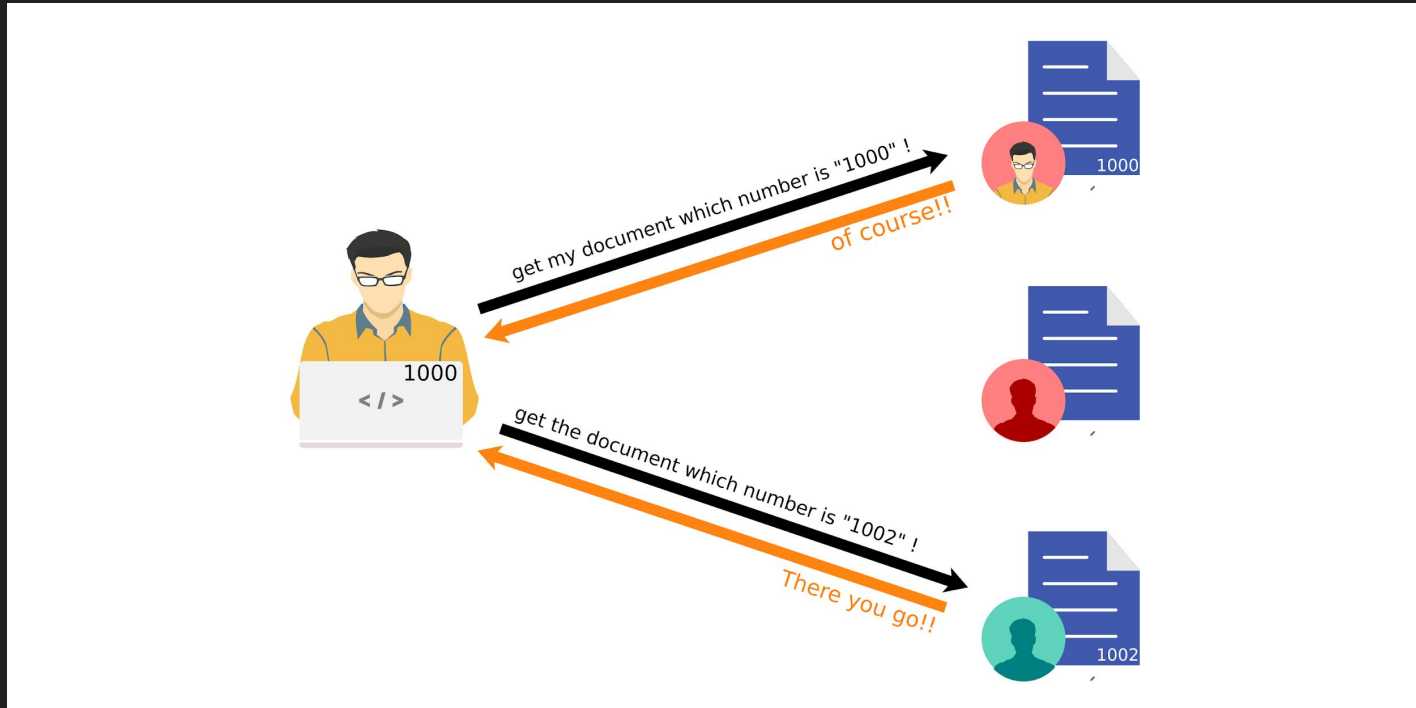 get my document which number is "1000" !
of course!!
1000
1000
</>
get the document which number is "1002" !
There you go!!
1002